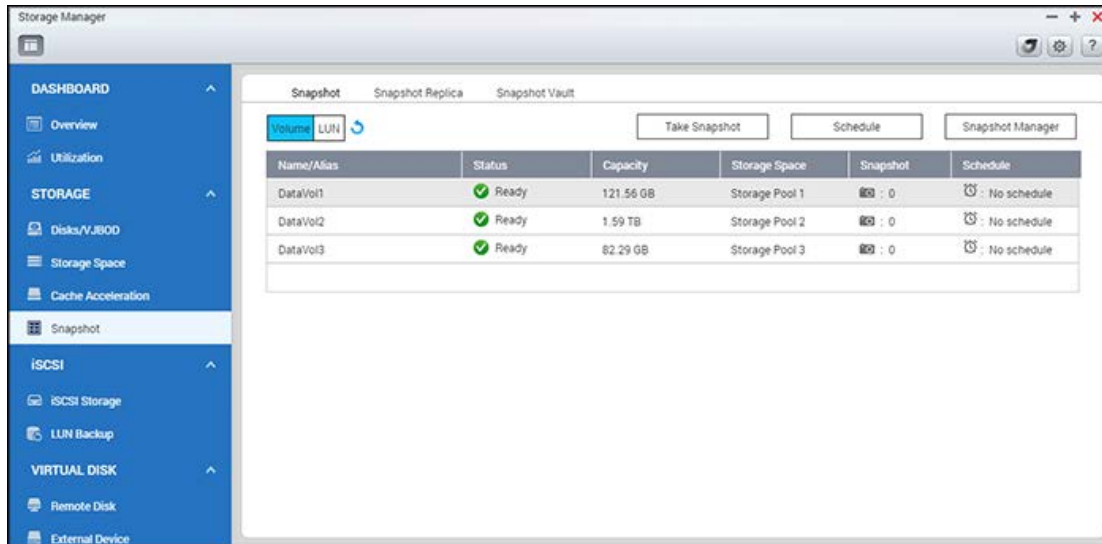 Storage Manager
?
DASHBOARD
Overview
Utilization
STORAGE
Disks/VJBOD
Storage Space
Cache Acceleration
Snapshot
iSCSI
iSCSI Storage
LUN Backup
VIRTUAL DISK
Remote Disk
External Device
Snapshot Snapshot Replica Snapshot Vault
Volume LUN Take Snapshot Schedule Snapshot Manager
Name/Alias Status Capacity Storage Space Snapshot Schedule
DataVol1 Ready 121.56 GB Storage Pool 1 : 0 : No schedule
DataVol2 Ready 1.59 TB Storage Pool 2 : 0 : No schedule
DataVol3 Ready 82.29 GB Storage Pool 3 : 0 : No schedule